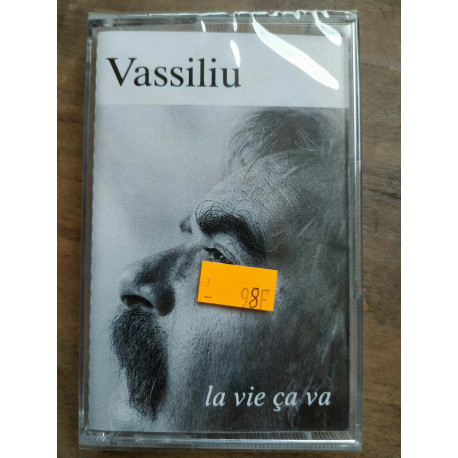 Vassiliu
98F
la vie ça va